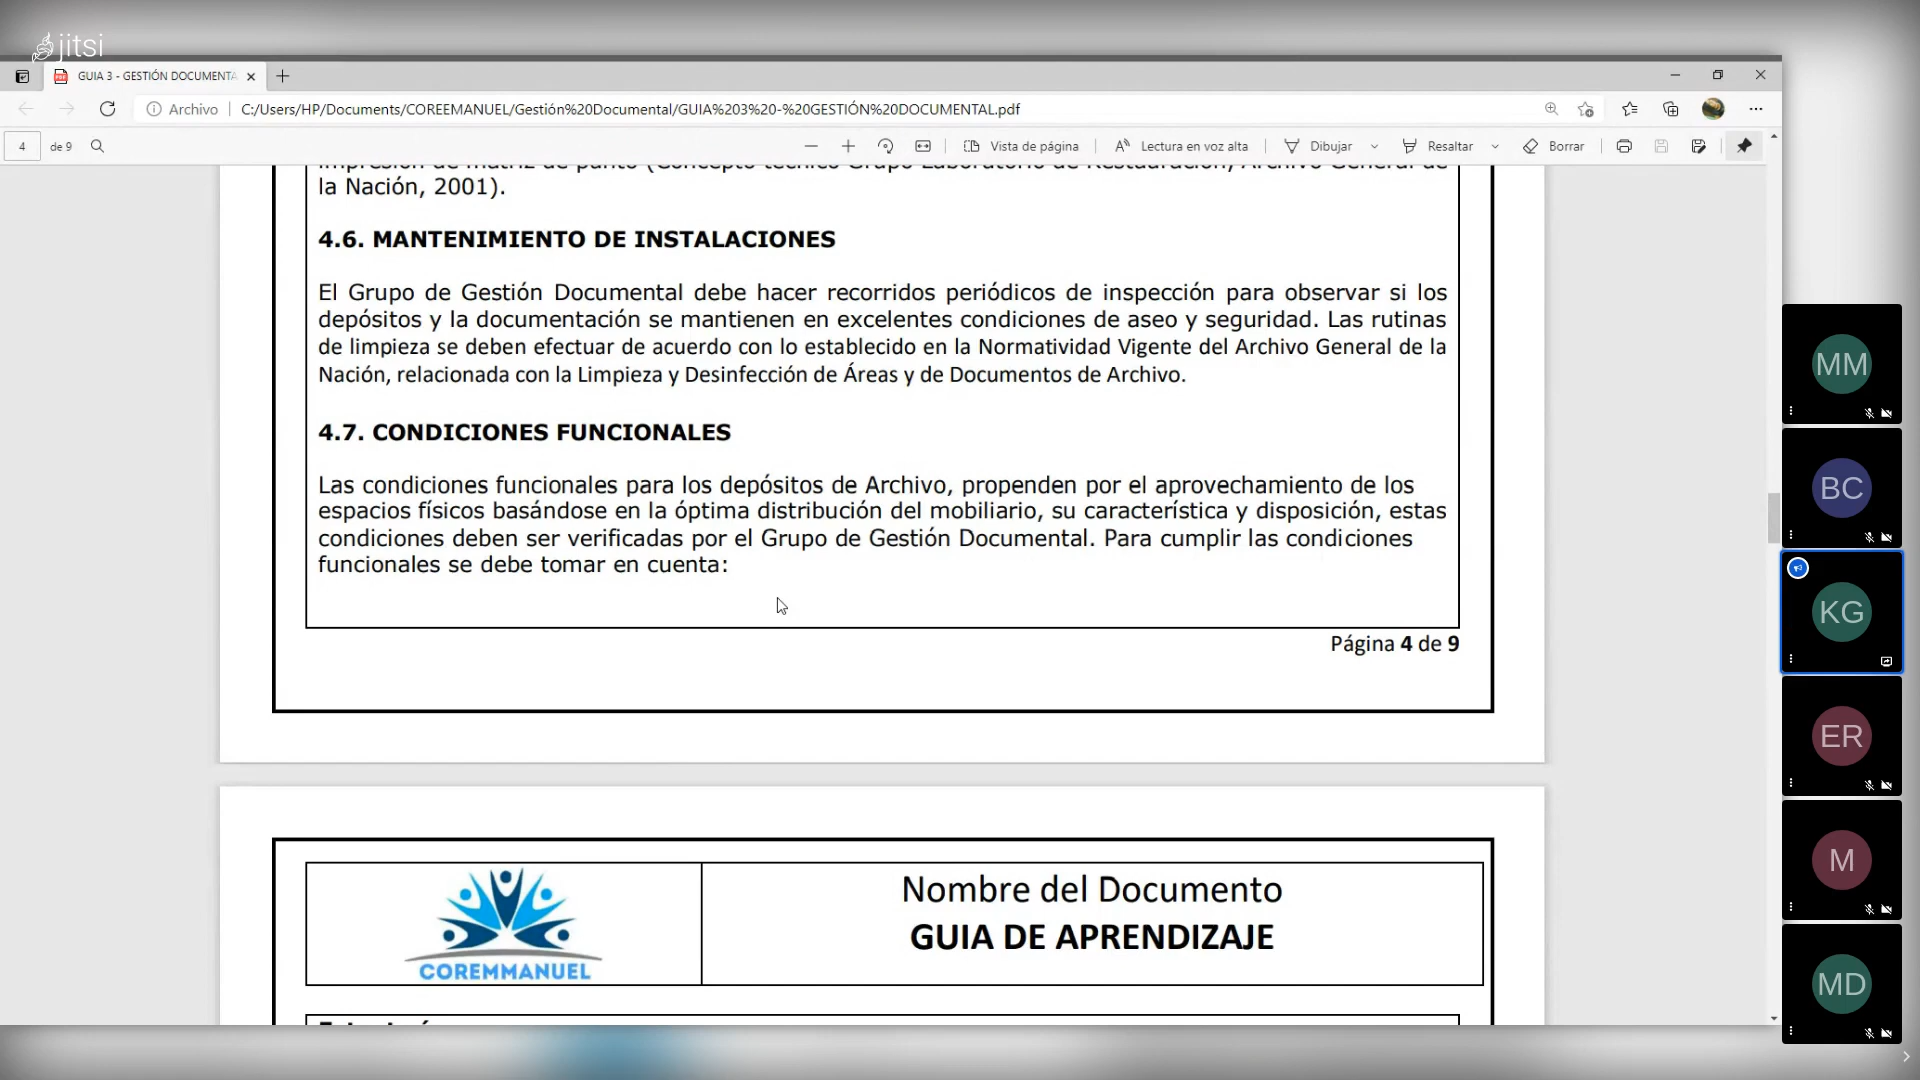 jitsi
GUIA 3 - GESTIÓN DOCUMENTA
Archivo C:/Users/HP/Documents/COREEMANUEL/Gestión%20Documental/GUIA%203%20-%20GESTIÓN%20DOCUMENTAL.pdf
4 de 9 Vista de página Lectura en voz alta Dibujar Resaltar Borrar
impresión de matriz de punto (Concepto técnico Grupo Laboratorio de Restauración, Archivo General de
la Nación, 2001).
4.6. MANTENIMIENTO DE INSTALACIONES
El Grupo de Gestión Documental debe hacer recorridos periódicos de inspección para observar si los
depósitos y la documentación se mantienen en excelentes condiciones de aseo y seguridad. Las rutinas
de limpieza se deben efectuar de acuerdo con lo establecido en la Normatividad Vigente del Archivo General de la
Nación, relacionada con la Limpieza y Desinfección de Áreas y de Documentos de Archivo.
4.7. CONDICIONES FUNCIONALES
Las condiciones funcionales para los depósitos de Archivo, propenden por el aprovechamiento de los
espacios físicos basándose en la óptima distribución del mobiliario, su característica y disposición, estas
condiciones deben ser verificadas por el Grupo de Gestión Documental. Para cumplir las condiciones
funcionales se debe tomar en cuenta:
Página 4 de 9
COREMMANUEL
Nombre del Documento
GUIA DE APRENDIZAJE
MM
BC
KG
ER
M
MD